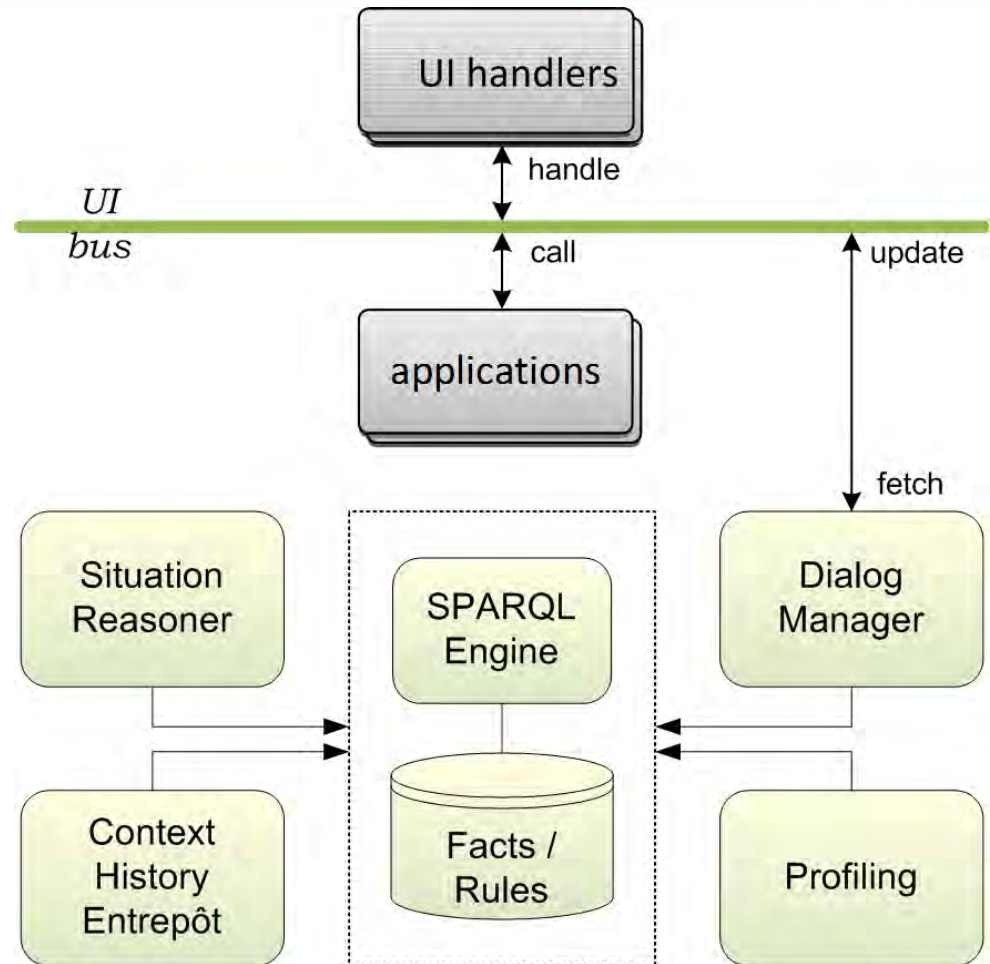 UI handlers
handle
UI
bus
call
update
applications
fetch
Situation
Reasoner
SPARQL
Engine
Dialog
Manager
Context
History
Entrepôt
Facts /
Rules
Profiling